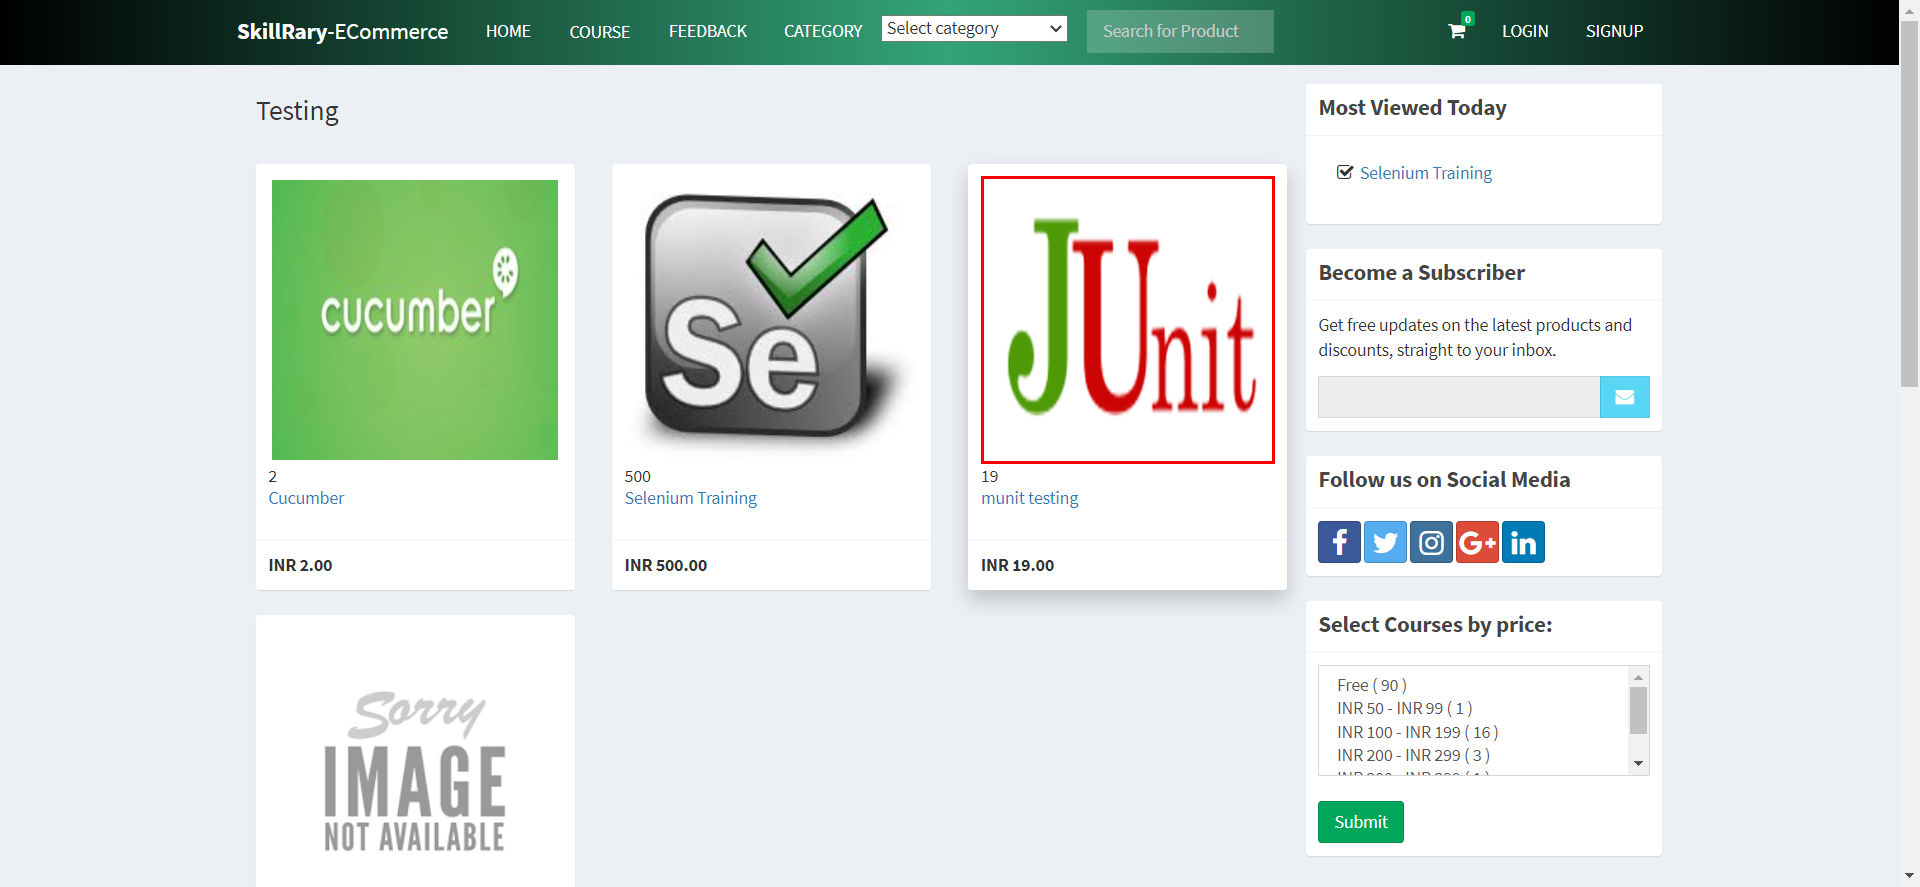 SkillRary-ECommerce
HOME
COURSE
FEEDBACK
CATEGORY
Select category
Search for Product
0
LOGIN
SIGNUP
Testing
cucumber
2
Cucumber
INR 2.00
Se
500
Selenium Training
INR 500.00
JUnit
19
munit testing
INR 19.00
Sorry
IMAGE
NOT AVAILABLE
Most Viewed Today
Selenium Training
Become a Subscriber
Get free updates on the latest products and
discounts, straight to your inbox.
Follow us on Social Media
f
G+
in
Select Courses by price:
Free ( 90 )
INR 50 - INR 99 ( 1 )
INR 100 - INR 199 ( 16 )
INR 200 - INR 299 ( 3 )
Submit